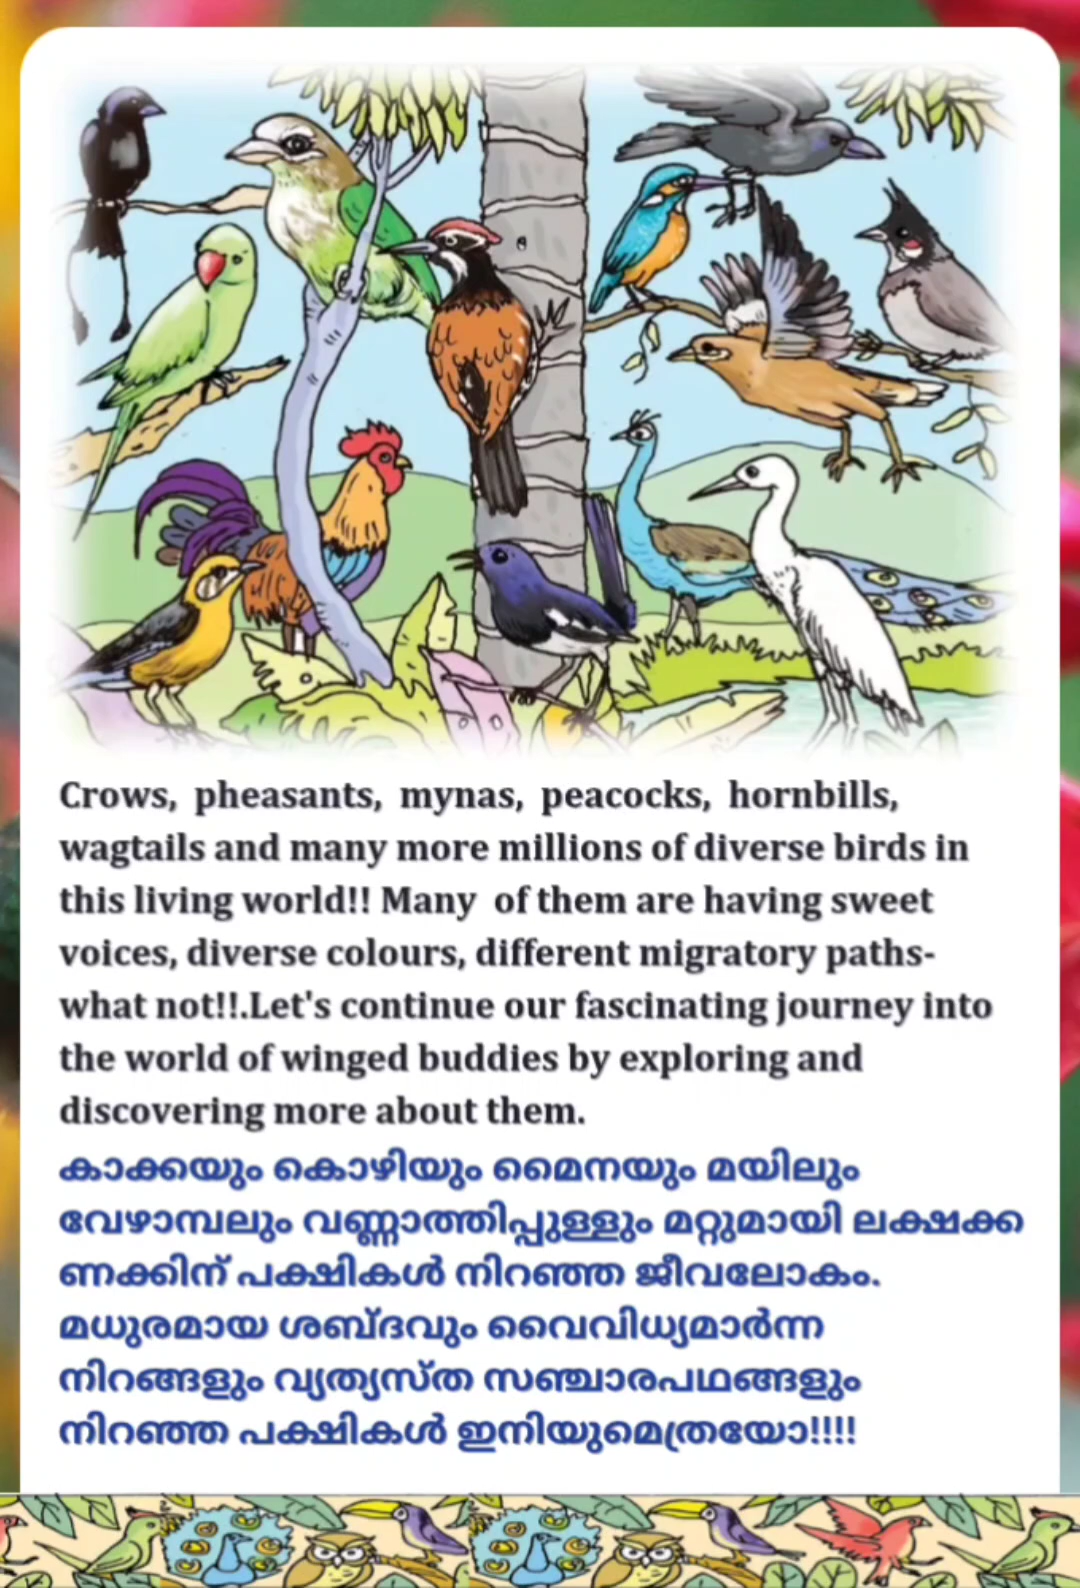 Crows, pheasants, mynas, peacocks, hornbills,
wagtails and many more millions of diverse birds in
this living world!! Many of them are having sweet
voices, diverse colours, different migratory paths-
what not!!.Let's continue our fascinating journey into
the world of winged buddies by exploring and
discovering more about them.
കാക്കയും കൊഴിയും മൈനയും മയിലും
വേഴാമ്പലും വണ്ണാത്തിപ്പുള്ളും മറ്റുമായി ലക്ഷക്ക
ണക്കിന് പക്ഷികൾ നിറഞ്ഞ ജീവലോകം.
മധുരമായ ശബ്ദവും വൈവിധ്യമാർന്ന
നിറങ്ങളും വ്യത്യസ്ത സഞ്ചാരപഥങ്ങളും
നിറഞ്ഞ പക്ഷികൾ ഇനിയുമെത്രയോ!!!!